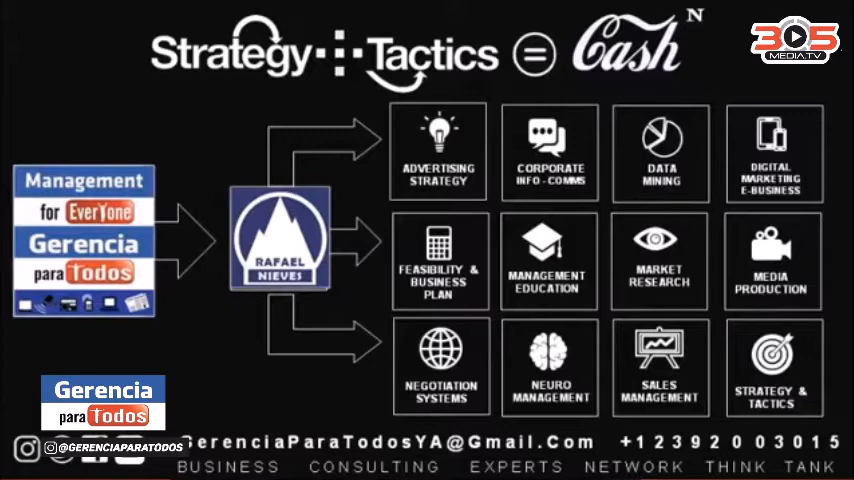 Strategy Tactics = Cash N
305
MEDIA.TV
Management
for EverYone
Gerencia
para Todos
RAFAEL
NIEVES
ADVERTISING
STRATEGY
CORPORATE
INFO-COMMS
DATA
MINING
DIGITAL
MARKETING
E-BUSINESS
FEASIBILITY &
BUSINESS
PLAN
MANAGEMENT
EDUCATION
MARKET
RESEARCH
MEDIA
PRODUCTION
NEGOTIATION
SYSTEMS
NEURO
MANAGEMENT
SALES
MANAGEMENT
STRATEGY &
TACTICS
Gerencia
para Todos
@GERENCIAPARATODOS
GerenciaParaTodosYA@Gmail.Com +12392003015
BUSINESS CONSULTING EXPERTS NETWORK THINK TANK